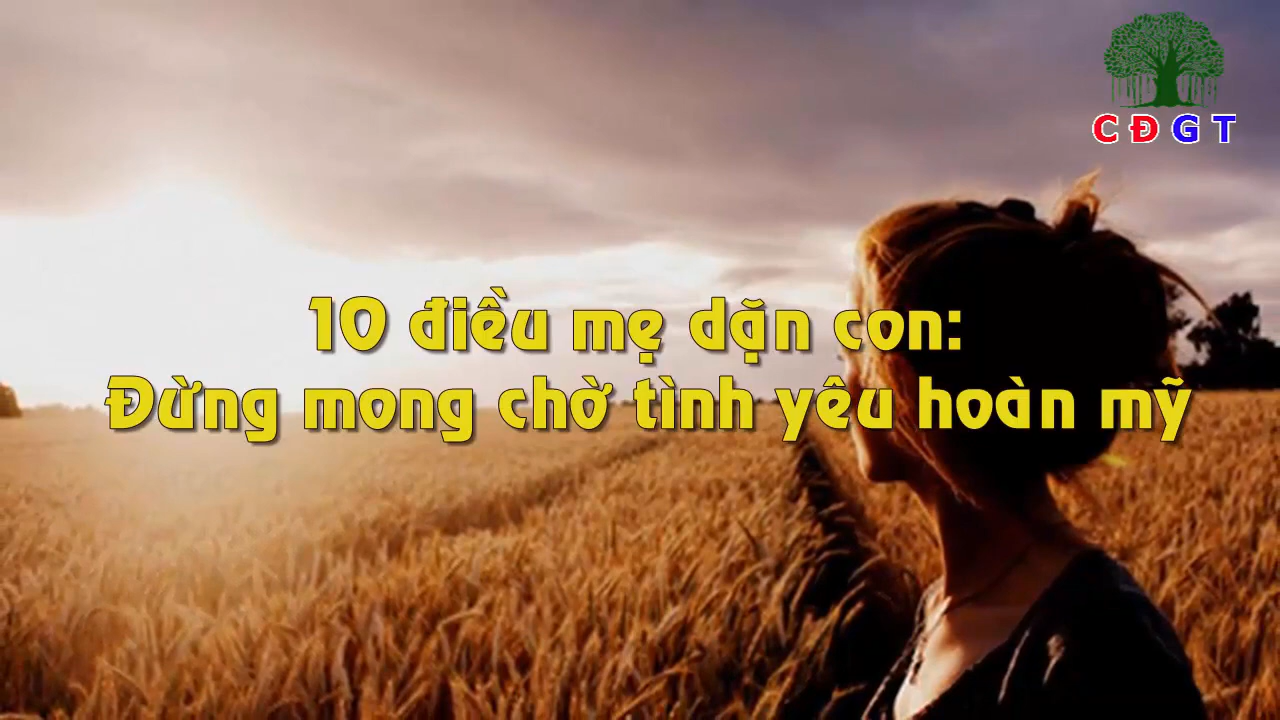 CĐGT
10 điều mẹ dặn con:
Đừng mong chờ tình yêu hoàn mỹ